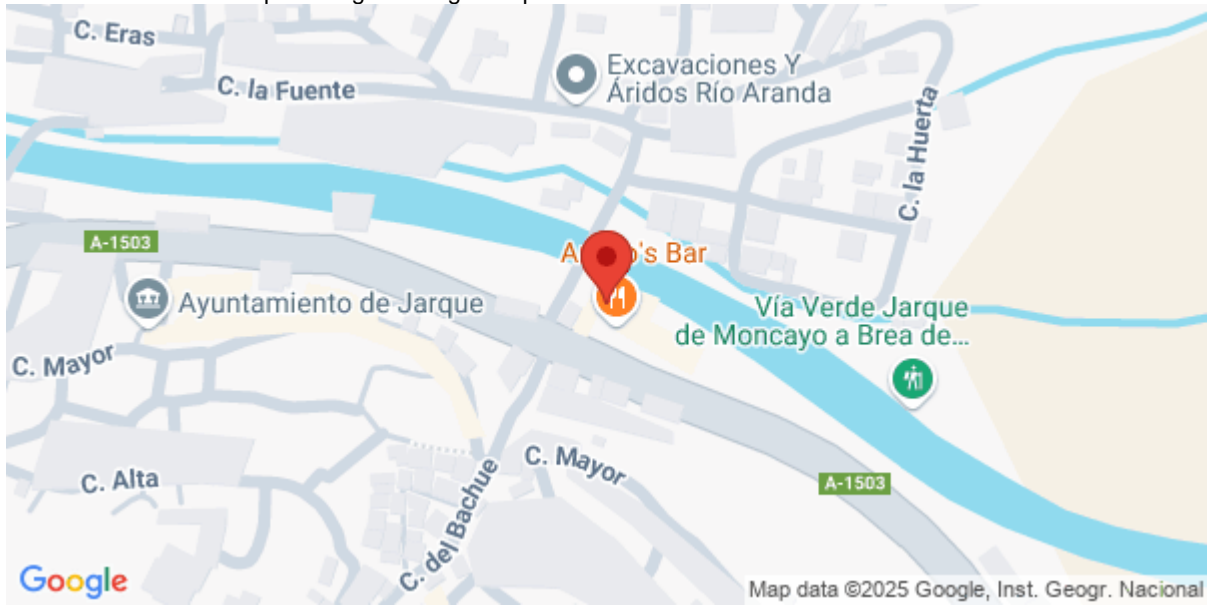 C. Eras
C. la Fuente
Excavaciones Y
Áridos Río Aranda
C. la Huerta
A-1503
's Bar
Ayuntamiento de Jarque
Vía Verde Jarque
de Moncayo a Brea de...
C. Mayor
C. Alta
C. Mayor
C. del Bachue
A-1503
Google
Map data ©2025 Google, Inst. Geogr. Nacional